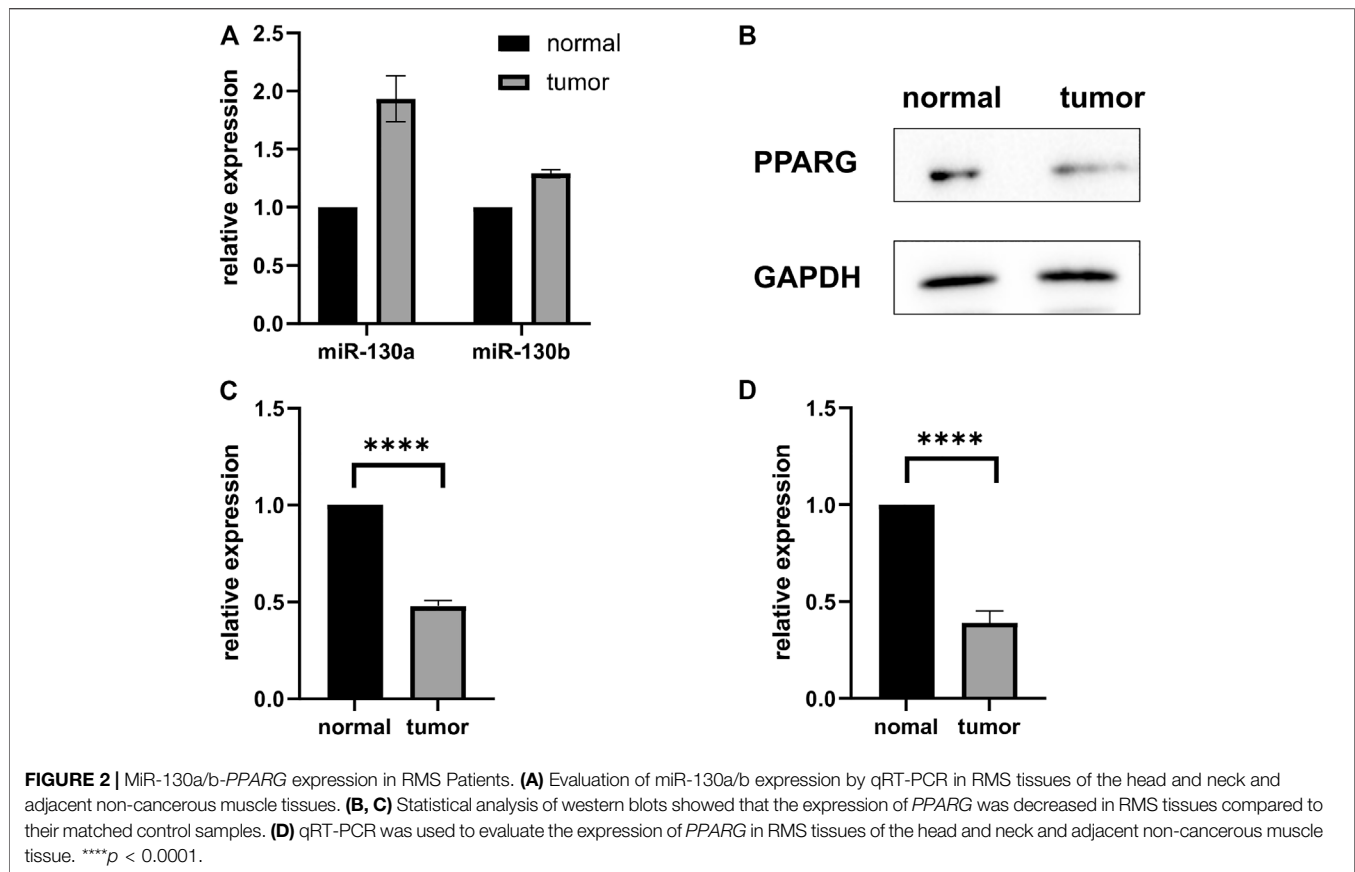 A
2.5
2.0
1.5
1.0
0.5
0.0
relative expression
normal
tumor
miR-130a
miR-130b
B
normal tumor
PPARG
GAPDH
C
1.5
1.0
0.5
0.0
relative expression
****
normal tumor
D
1.5
1.0
0.5
0.0
relative expression
****
nomal tumor
FIGURE 2 | MiR-130a/b-PPARG expression in RMS Patients. (A) Evaluation of miR-130a/b expression by qRT-PCR in RMS tissues of the head and neck and
adjacent non-cancerous muscle tissues. (B, C) Statistical analysis of western blots showed that the expression of PPARG was decreased in RMS tissues compared to
their matched control samples. (D) qRT-PCR was used to evaluate the expression of PPARG in RMS tissues of the head and neck and adjacent non-cancerous muscle
tissue. ****p < 0.0001.